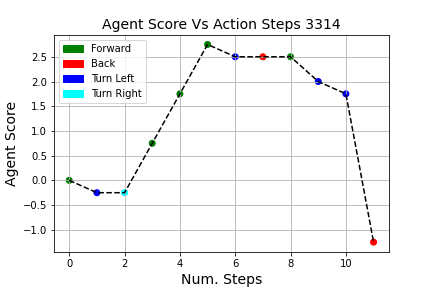 Agent Score Vs Action Steps 3314
Forward
Back
Turn Left
Turn Right
2.5
2.0
1.5
1.0
0.5
0.0
−0.5
−1.0
Agent Score
0 2 4 6 8 10
Num. Steps